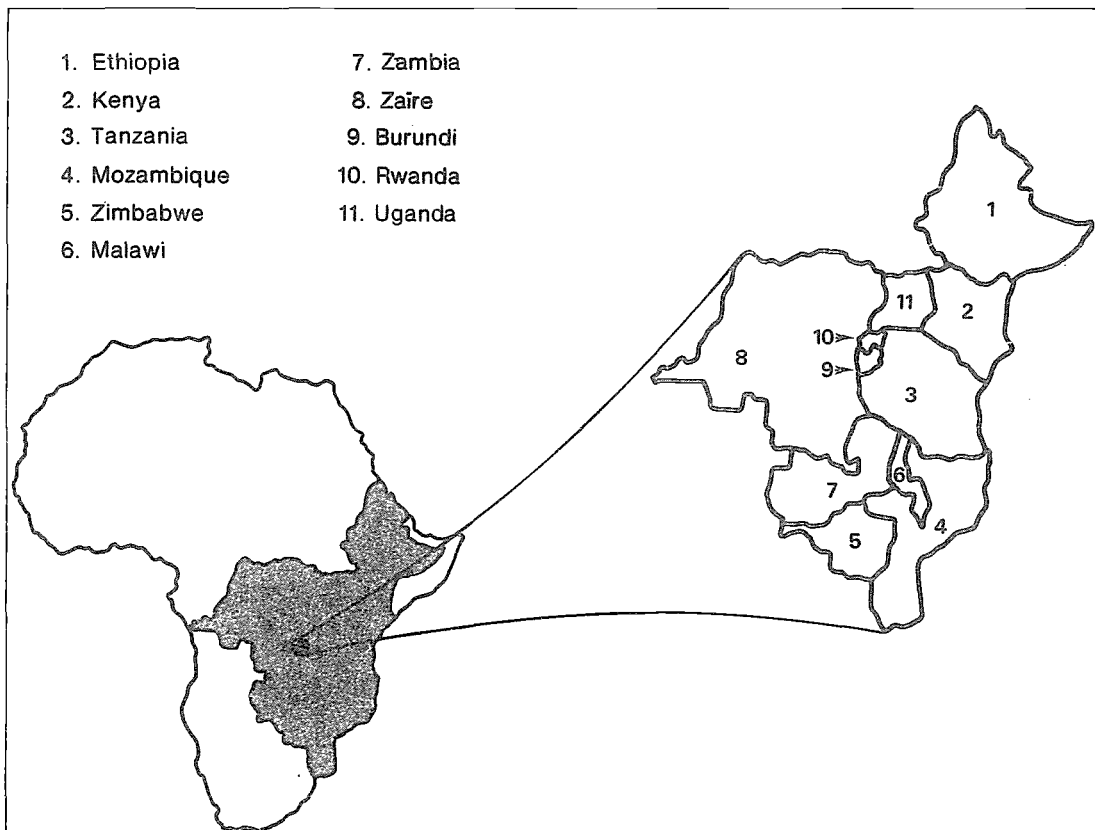 1. Ethiopia
2. Kenya
3. Tanzania
4. Mozambique
5. Zimbabwe
6. Malawi
7. Zambia
8. Zaïre
9. Burundi
10. Rwanda
11. Uganda
1
11
2
10
8
9
3
6
7
4
5